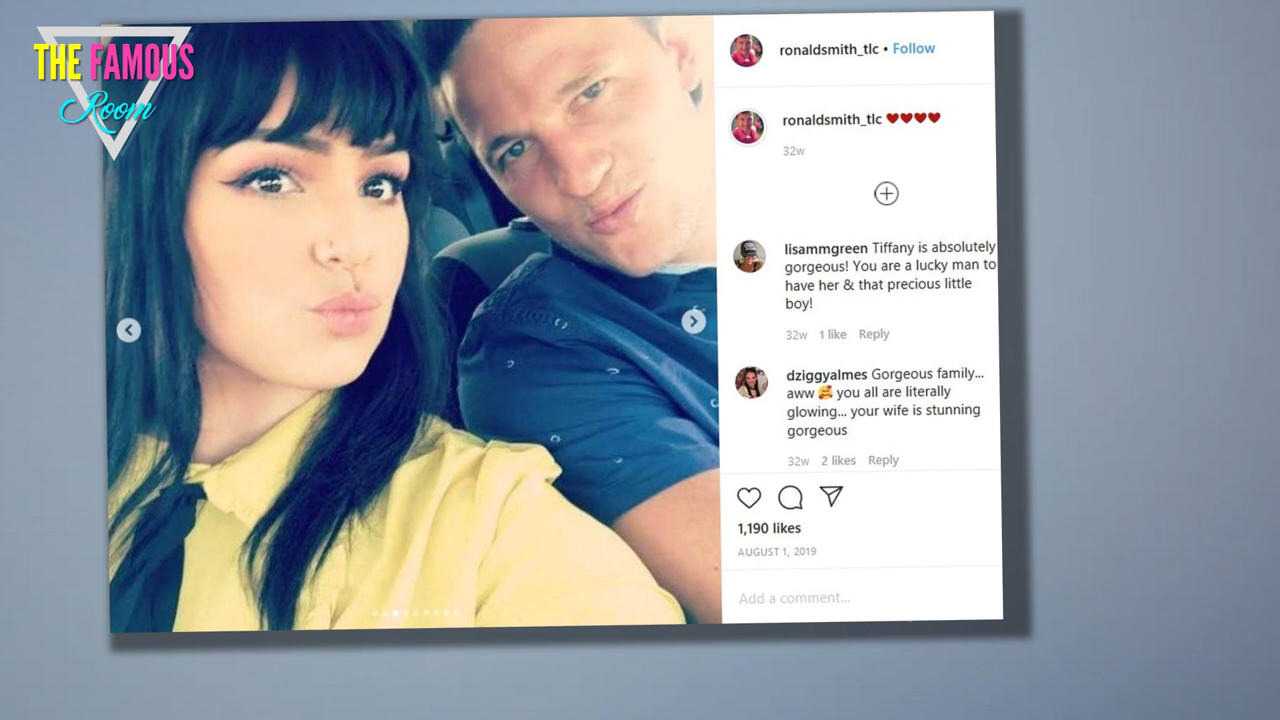 THE FAMOUS
Room
ronaldsmith_tlc • Follow
ronaldsmith_tlc ❤❤❤❤
32w
lisammgreen Tiffany is absolutely
gorgeous! You are a lucky man to
have her & that precious little
boy!
32w 1 like Reply
dziggyalmes Gorgeous family...
aww 🥰 you all are literally
glowing... your wife is stunning
gorgeous
32w 2 likes Reply
1,190 likes
AUGUST 1, 2019
Add a comment...